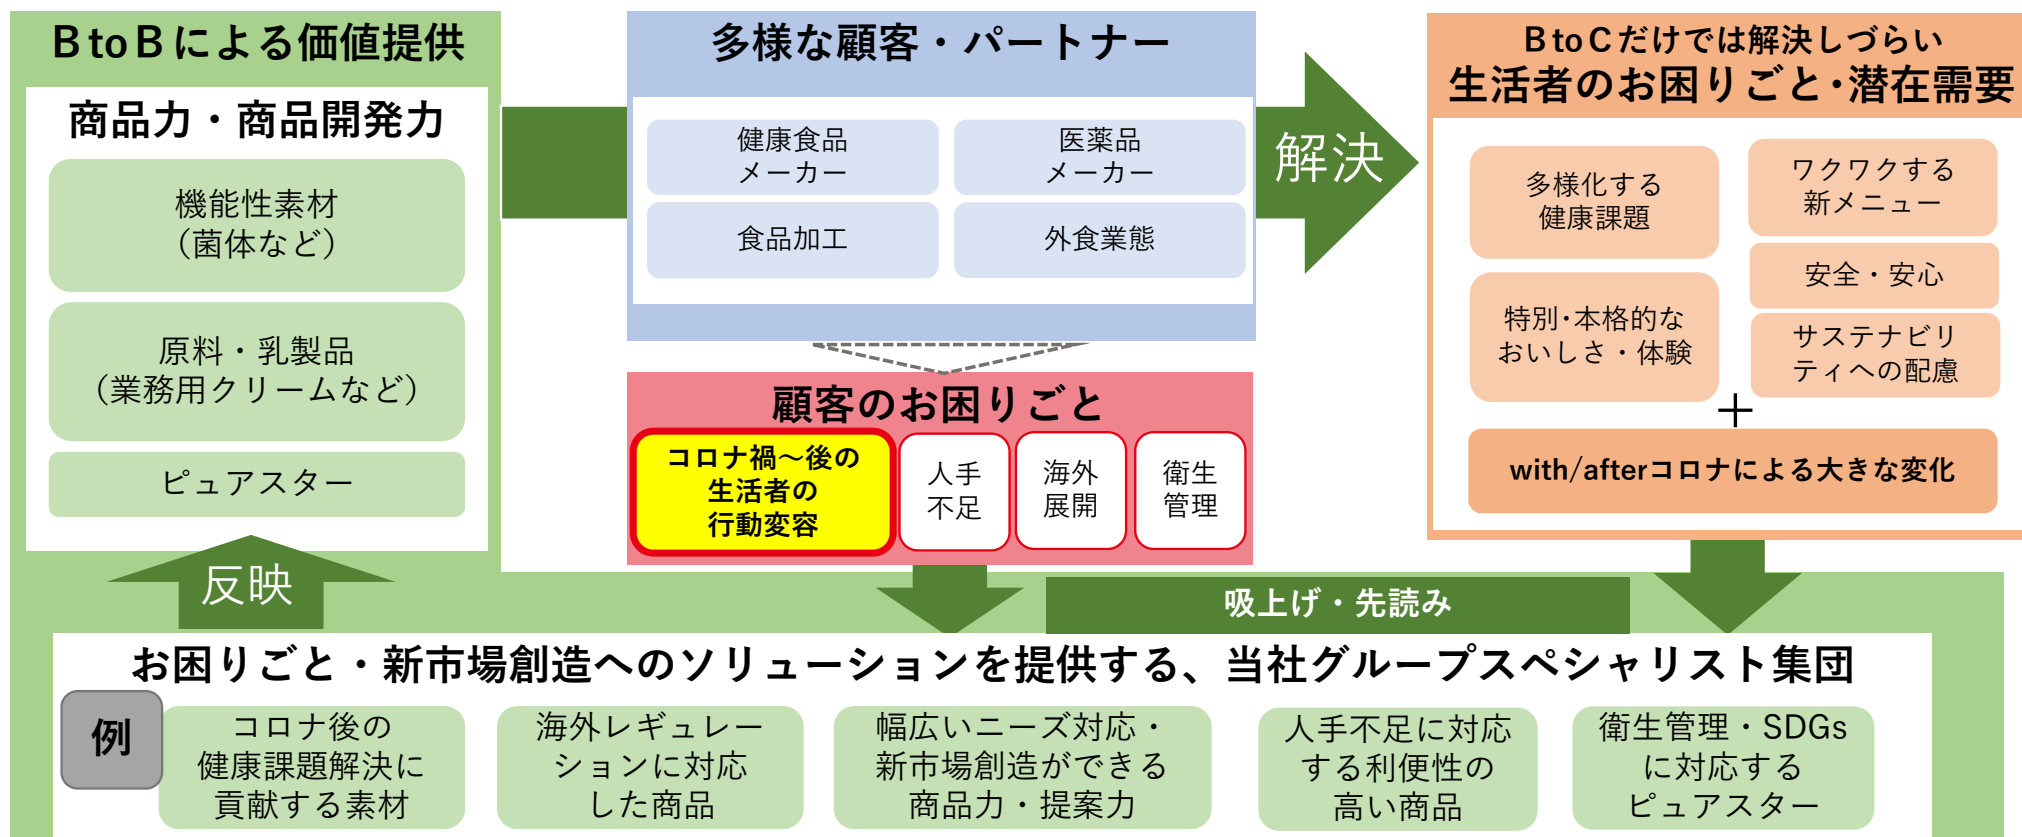 BtoBによる価値提供
商品力・商品開発力
機能性素材
（菌体など）
原料・乳製品
（業務用クリームなど）
ピュアスター
反映
多様な顧客・パートナー
健康食品
メーカー
医薬品
メーカー
食品加工
外食業態
解決
顧客のお困りごと
コロナ禍～後の
生活者の
行動変容
人手
不足
海外
展開
衛生
管理
BtoCだけでは解決しづらい
生活者のお困りごと・潜在需要
多様化する
健康課題
ワクワクする
新メニュー
安全・安心
特別・本格的な
おいしさ・体験
サステナビリ
ティへの配慮
＋
with/afterコロナによる大きな変化
吸上げ・先読み
お困りごと・新市場創造へのソリューションを提供する、当社グループスペシャリスト集団
例
コロナ後の
健康課題解決に
貢献する素材
海外レギュレー
ションに対応
した商品
幅広いニーズ対応・
新市場創造ができる
商品力・提案力
人手不足に対応
する利便性の
高い商品
衛生管理・SDGs
に対応する
ピュアスター